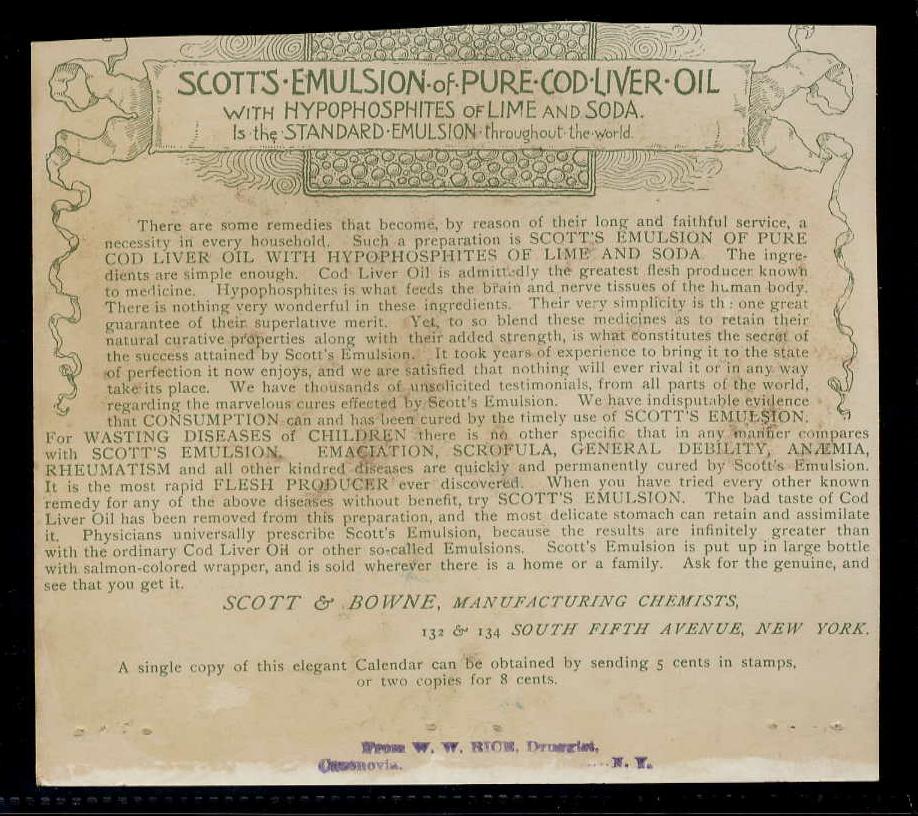 SCOTT'S·EMULSION·of·PURE·COD·LIVER·OIL
WITH HYPOPHOSPHITES OF LIME AND SODA.
Is·the·STANDARD·EMULSION·throughout·the·world.
There are some remedies that become, by reason of their long and faithful service, a
necessity in every household. Such a preparation is SCOTT'S EMULSION OF PURE
COD LIVER OIL WITH HYPOPHOSPHITES OF LIME AND SODA The ingre-
dients are simple enough. Cod Liver Oil is admittedly the greatest flesh producer known
to medicine. Hypophosphites is what feeds the brain and nerve tissues of the human body.
There is nothing very wonderful in these ingredients. Their very simplicity is the one great
guarantee of their superlative merit. Yet, to so blend these medicines as to retain their
natural curative properties along with their added strength, is what constitutes the secret of
the success attained by Scott's Emulsion. It took years of experience to bring it to the state
of perfection it now enjoys, and we are satisfied that nothing will ever rival it or in any way
take its place. We have thousands of unsolicited testimonials, from all parts of the world,
regarding the marvelous cures effected by Scott's Emulsion. We have indisputable evidence
that CONSUMPTION can and has been cured by the timely use of SCOTT'S EMULSION.
For WASTING DISEASES of CHILDREN there is no other specific that in any manner compares
with SCOTT'S EMULSION. EMACIATION, SCROFULA, GENERAL DEBILITY, ANÆMIA,
RHEUMATISM and all other kindred diseases are quickly and permanently cured by Scott's Emulsion.
It is the most rapid FLESH PRODUCER ever discovered. When you have tried every other known
remedy for any of the above diseases without benefit, try SCOTT'S EMULSION. The bad taste of Cod
Liver Oil has been removed from this preparation, and the most delicate stomach can retain and assimilate
it. Physicians universally prescribe Scott's Emulsion, because the results are infinitely greater than
with the ordinary Cod Liver Oil or other so-called Emulsions. Scott's Emulsion is put up in large bottle
with salmon-colored wrapper, and is sold wherever there is a home or a family. Ask for the genuine, and
see that you get it.
SCOTT & BOWNE, MANUFACTURING CHEMISTS,
132 & 134 SOUTH FIFTH AVENUE, NEW YORK.
A single copy of this elegant Calendar can be obtained by sending 5 cents in stamps,
or two copies for 8 cents.
From W. W. RICE, Druggist,
Cazenovia. .... N. Y.